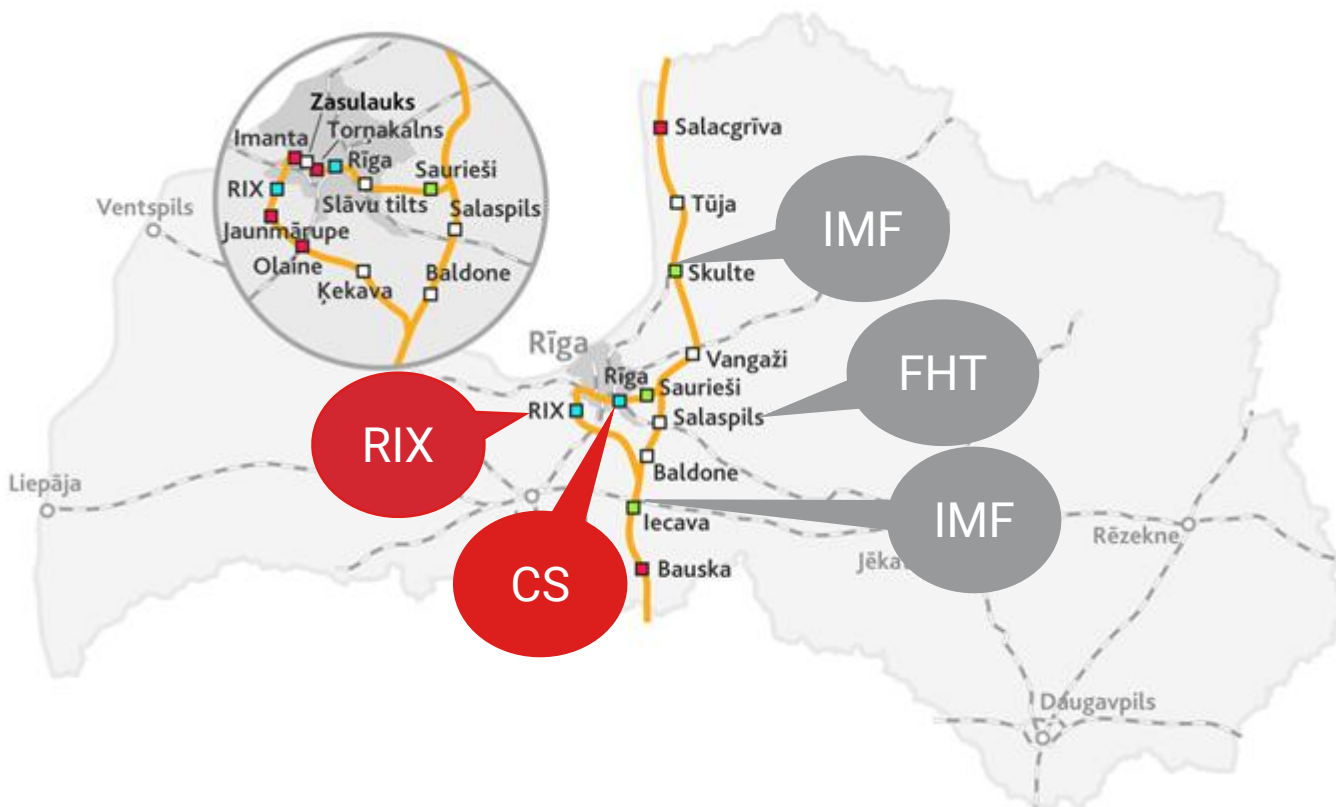 Zasulauks
Torņakalns
Imanta
Rīga
Saurieši
RIX
Slāvu tilts
Salaspils
Jaunmārupe
Olaine
Ķekava
Baldone
Ventspils
Salacgrīva
Tūja
IMF
Skulte
Rīga
Vangaži
FHT
Rīga
Saurieši
RIX
Salaspils
RIX
Baldone
Liepāja
IMF
Iecava
Rēzekne
Jēka
Bauska
CS
Daugavpils